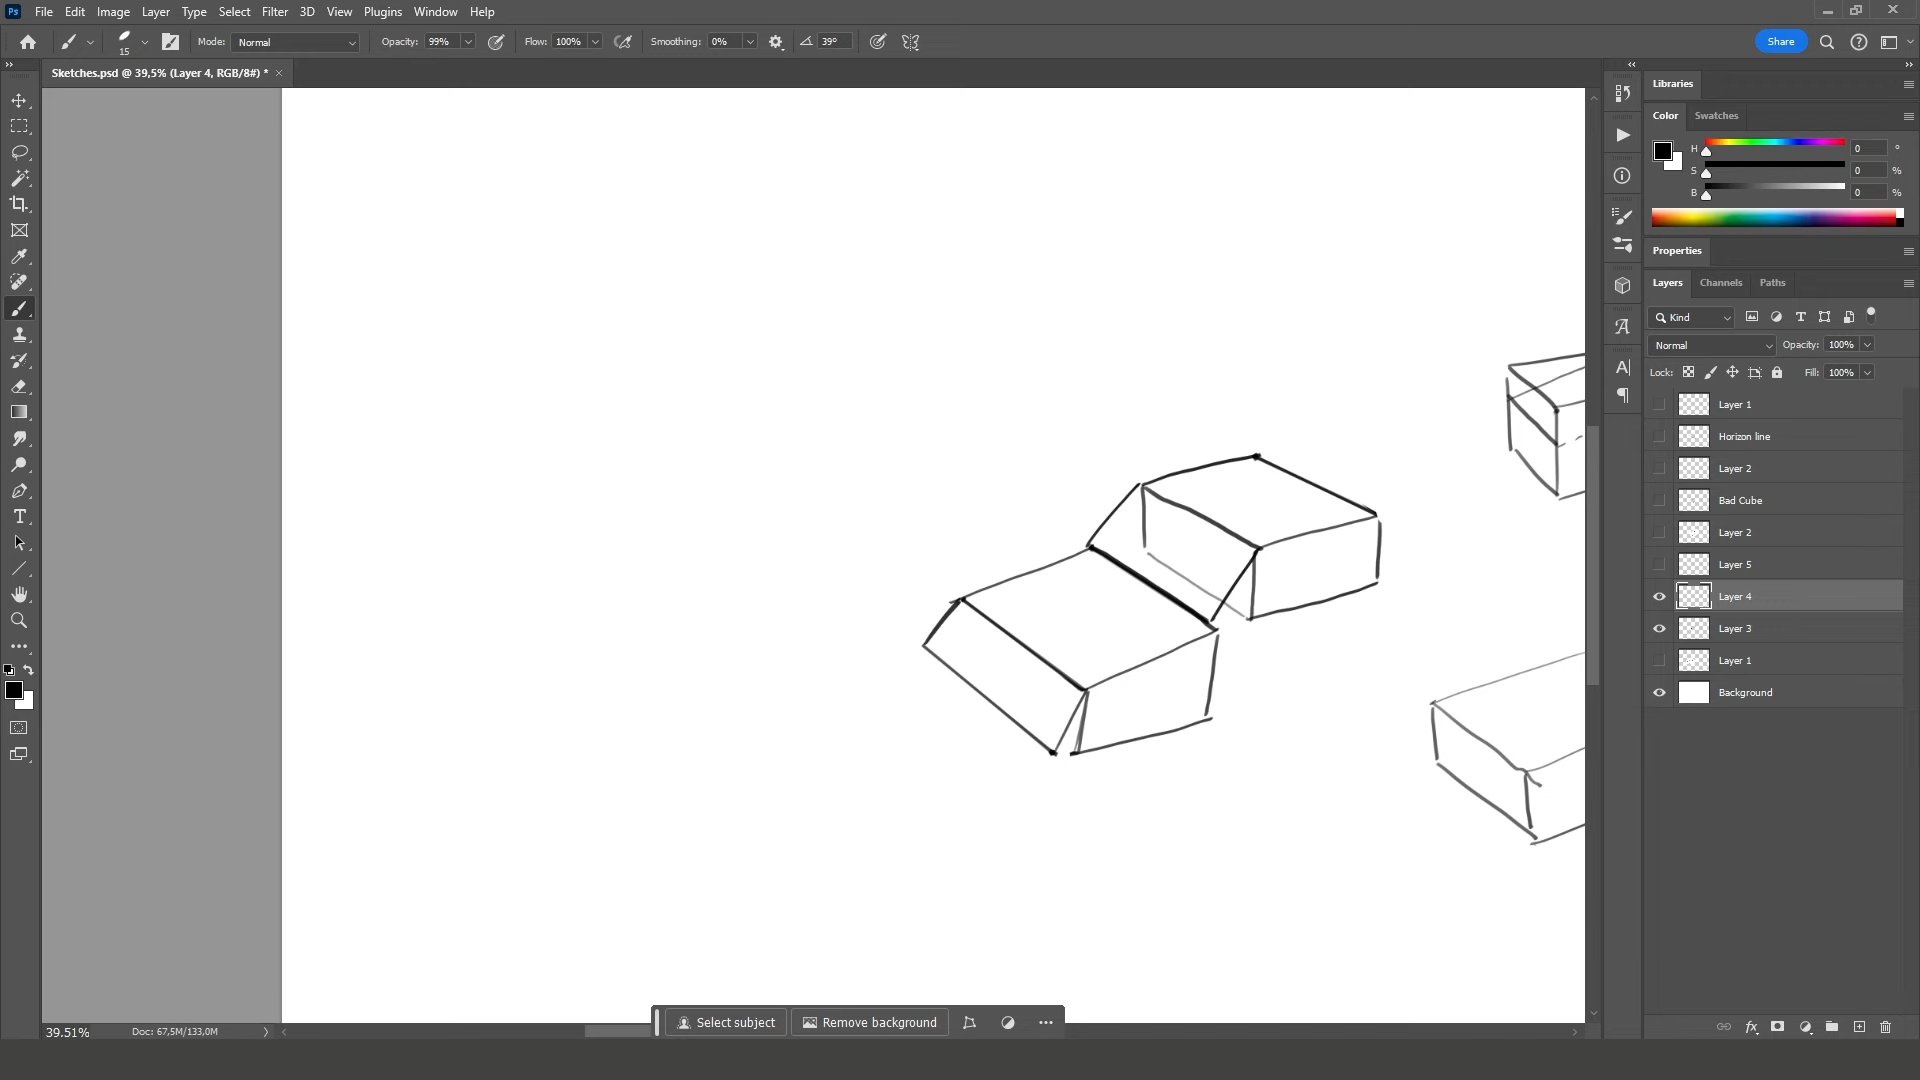 Ps File Edit Image Layer Type Select Filter 3D View Plugins Window Help
15 Mode: Normal Opacity: 99% Flow: 100% Smoothing: 0% 39° Share
Sketches.psd @ 39,5% (Layer 4, RGB/8#) * ×
Libraries
Color Swatches
H 0 °
S 0 %
B 0 %
Properties
Layers Channels Paths
Kind
Normal Opacity: 100%
Lock: Fill: 100%
Layer 1
Horizon line
Layer 2
Bad Cube
Layer 2
Layer 5
Layer 4
Layer 3
Layer 1
Background
Select subject Remove background
39.51% Doc: 67,5M/133,0M
fx